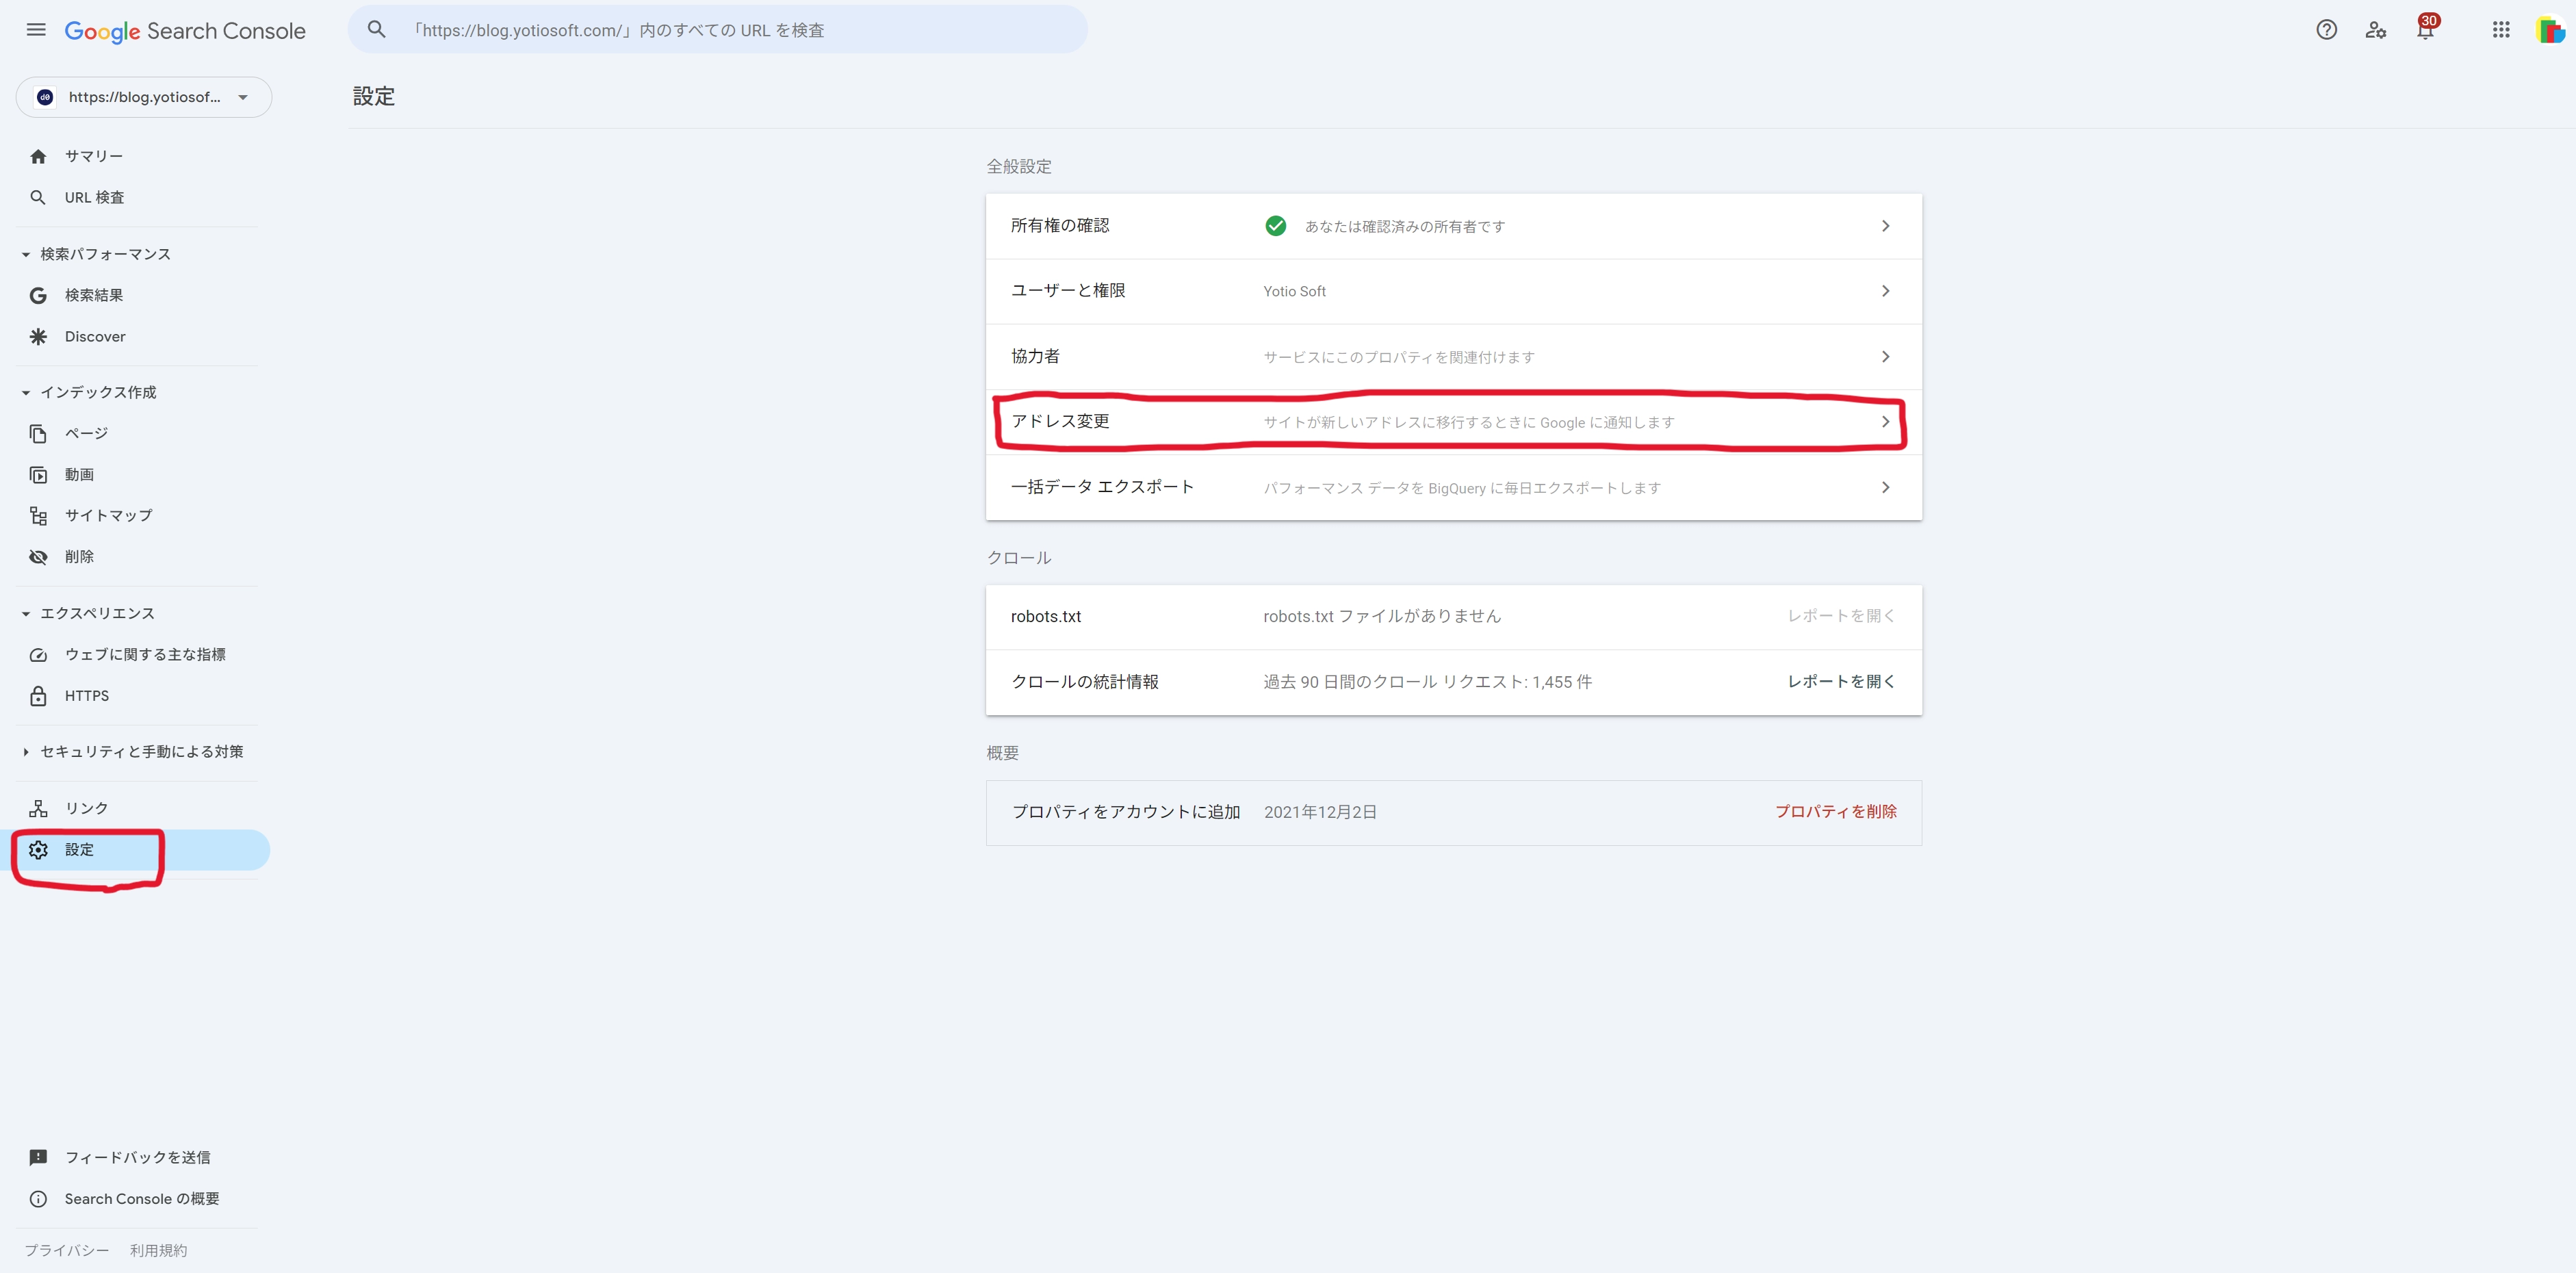 Google Search Console
「https://blog.yotiosoft.com/」内のすべての URL を検査
30
https://blog.yotiosof...
設定
サマリー
URL 検査
検索パフォーマンス
検索結果
Discover
インデックス作成
ページ
動画
サイトマップ
削除
エクスペリエンス
ウェブに関する主な指標
HTTPS
セキュリティと手動による対策
リンク
設定
フィードバックを送信
Search Console の概要
プライバシー 利用規約
全般設定
所有権の確認 あなたは確認済みの所有者です
ユーザーと権限 Yotio Soft
協力者 サービスにこのプロパティを関連付けます
アドレス変更 サイトが新しいアドレスに移行するときに Google に通知します
一括データ エクスポート パフォーマンス データを BigQuery に毎日エクスポートします
クロール
robots.txt robots.txt ファイルがありません レポートを開く
クロールの統計情報 過去 90 日間のクロール リクエスト: 1,455 件 レポートを開く
概要
プロパティをアカウントに追加 2021年12月2日 プロパティを削除